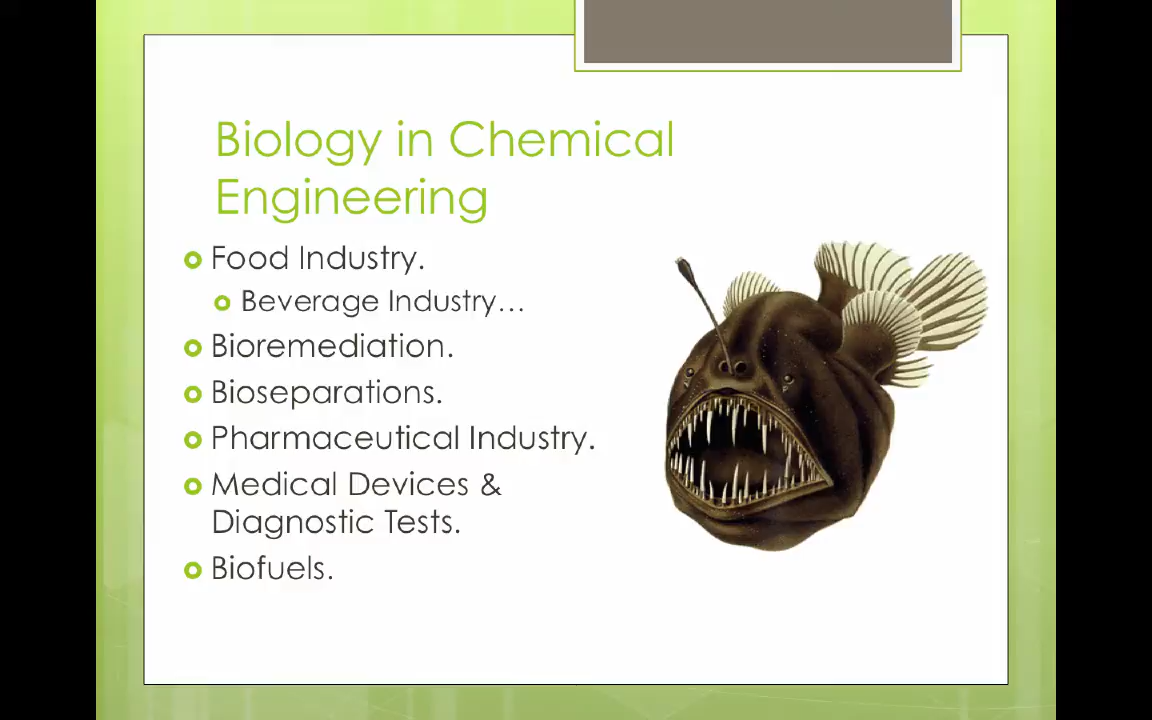 Biology in Chemical
Engineering
Food Industry.
Beverage Industry...
Bioremediation.
Bioseparations.
Pharmaceutical Industry.
Medical Devices &
Diagnostic Tests.
Biofuels.